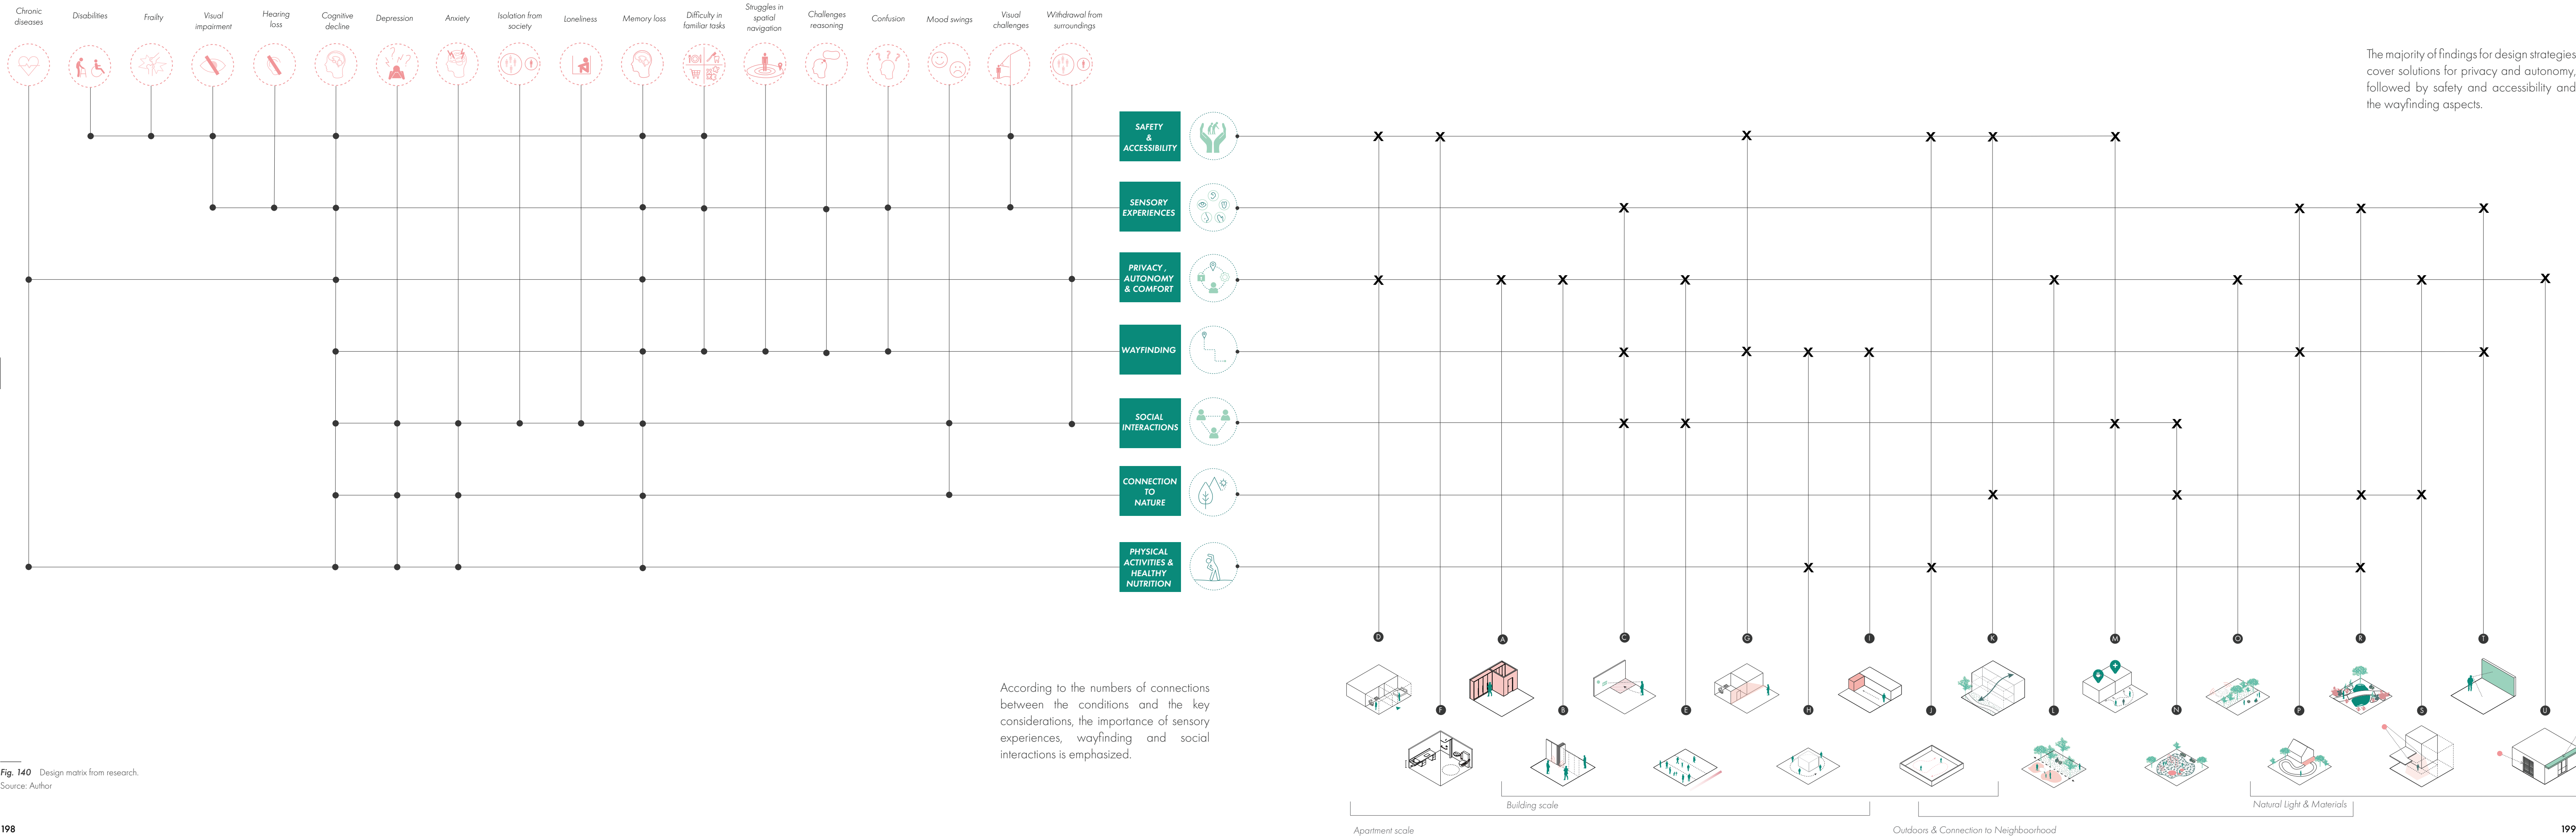 Chronic
diseases
Disabilities
Frailty
Visual
impairment
Hearing
loss
Cognitive
decline
Depression
Anxiety
Isolation from
society
Loneliness
Memory loss
Difficulty in
familiar tasks
Struggles in
spatial
navigation
Challenges
reasoning
Confusion
Mood swings
Visual
challenges
Withdrawal from
surroundings
The majority of findings for design strategies
cover solutions for privacy and autonomy,
followed by safety and accessibility and
the wayfinding aspects.
SAFETY
&
ACCESSIBILITY
X X X X X X
SENSORY
EXPERIENCES
X X X X
PRIVACY ,
AUTONOMY
& COMFORT
X X X X X X X X
WAYFINDING
X X X X X X
SOCIAL
INTERACTIONS
X X X X
CONNECTION
TO
NATURE
X X X X
PHYSICAL
ACTIVITIES &
HEALTHY
NUTRITION
X X X
D A C G I K M O R T
F B E H J L N P S U
According to the numbers of connections
between the conditions and the key
considerations, the importance of sensory
experiences, wayfinding and social
interactions is emphasized.
Fig. 140 Design matrix from research.
Source: Author
Building scale
Natural Light & Materials
Apartment scale
Outdoors & Connection to Neighboorhood
198
199